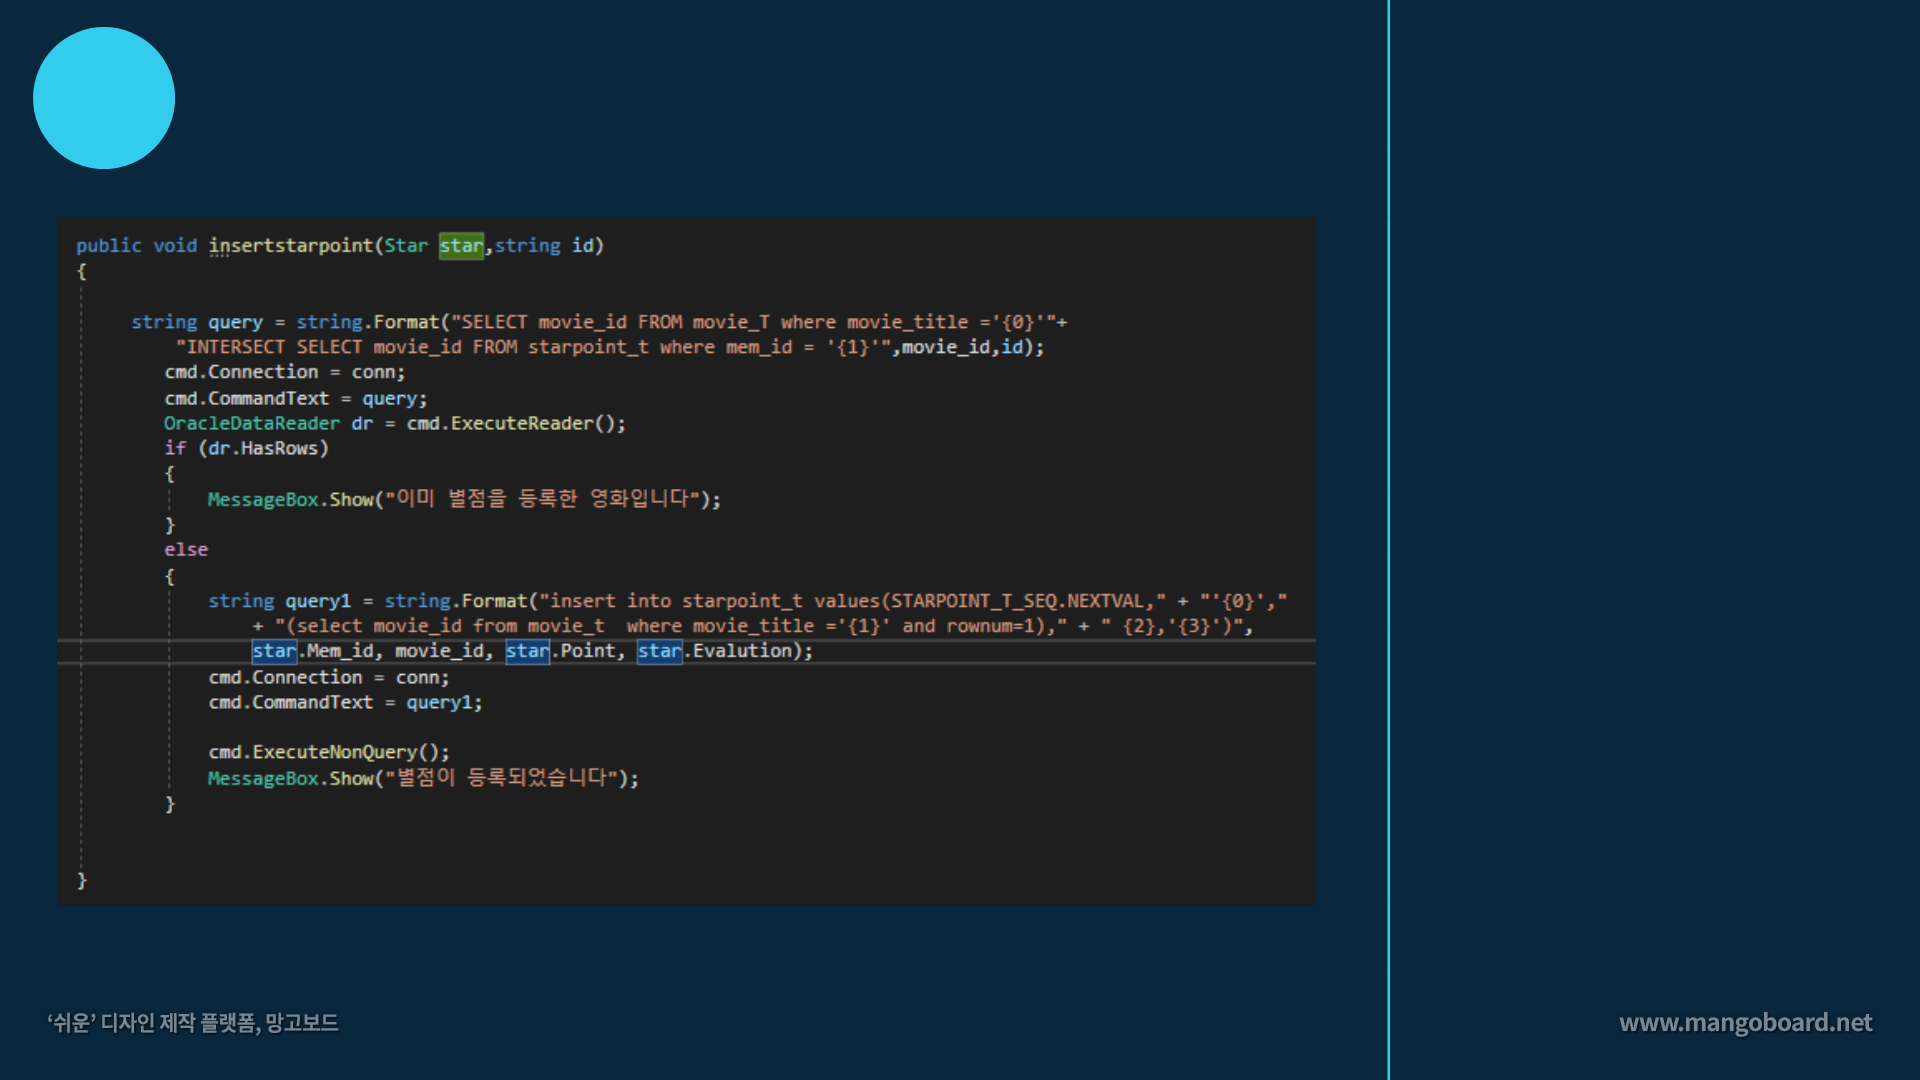 public void insertstarpoint(Star star,string id)
{
string query = string.Format("SELECT movie_id FROM movie_T where movie_title ='{0}'"+
"INTERSECT SELECT movie_id FROM starpoint_t where mem_id = '{1}'",movie_id,id);
cmd.Connection = conn;
cmd.CommandText = query;
OracleDataReader dr = cmd.ExecuteReader();
if (dr.HasRows)
{
MessageBox.Show("이미 별점을 등록한 영화입니다");
}
else
{
string query1 = string.Format("insert into starpoint_t values(STARPOINT_T_SEQ.NEXTVAL," + "'{0}',"
+ "(select movie_id from movie_t  where movie_title ='{1}' and rownum=1)," + " {2},'{3}')",
star.Mem_id, movie_id, star.Point, star.Evalution);
cmd.Connection = conn;
cmd.CommandText = query1;
cmd.ExecuteNonQuery();
MessageBox.Show("별점이 등록되었습니다");
}
}
‘쉬운’ 디자인 제작 플랫폼, 망고보드
www.mangoboard.net